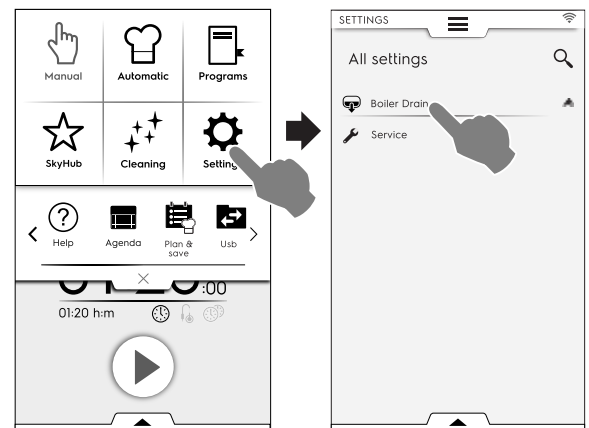 Manual
Automatic
Programs
SkyHub
Cleaning
Setting
Help
Agenda
Plan &
save
Usb
:00
01:20 h:m
SETTINGS
All settings
Boiler Drain
Service